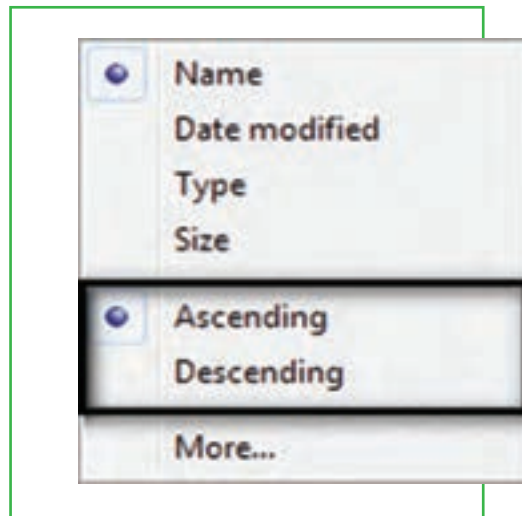 Name
Date modified
Type
Size
Ascending
Descending
More...